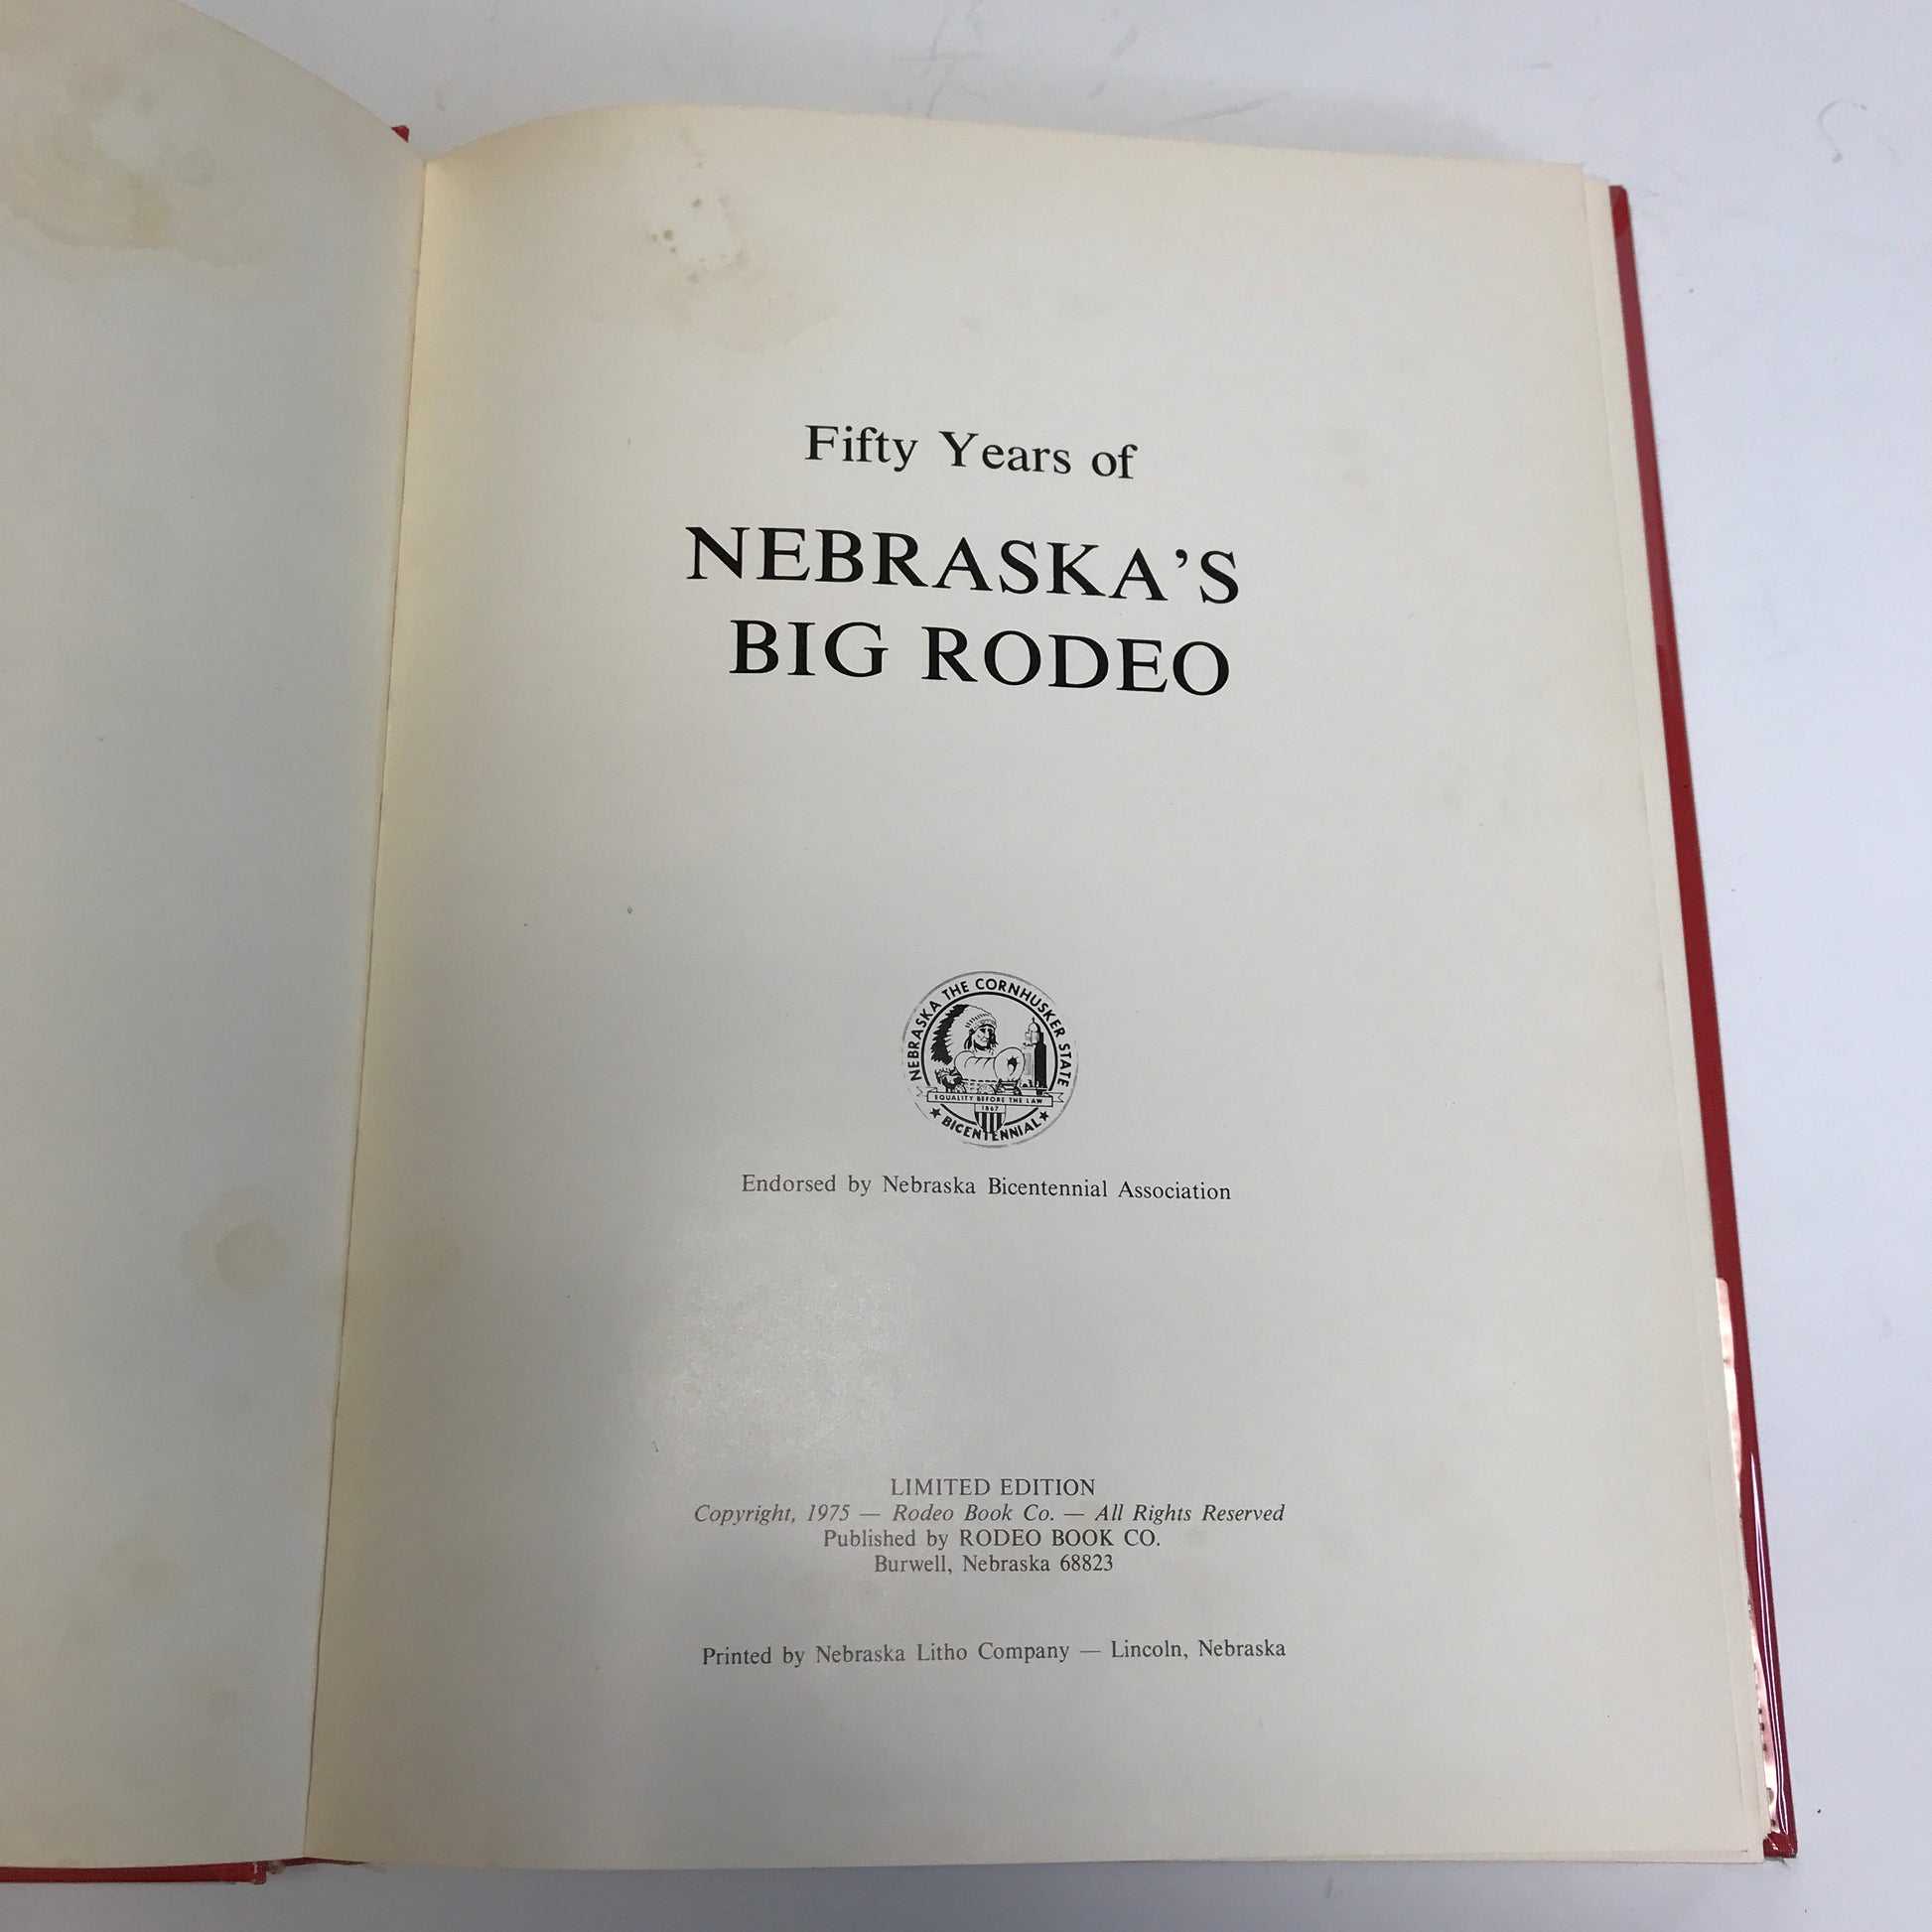 Fifty Years of
NEBRASKA'S
BIG RODEO
NEBRASKA THE CORNHUSKER STATE
EQUALITY BEFORE THE LAW
1867
★ BICENTENNIAL ★
Endorsed by Nebraska Bicentennial Association
LIMITED EDITION
Copyright, 1975 — Rodeo Book Co. — All Rights Reserved
Published by RODEO BOOK CO.
Burwell, Nebraska 68823
Printed by Nebraska Litho Company — Lincoln, Nebraska